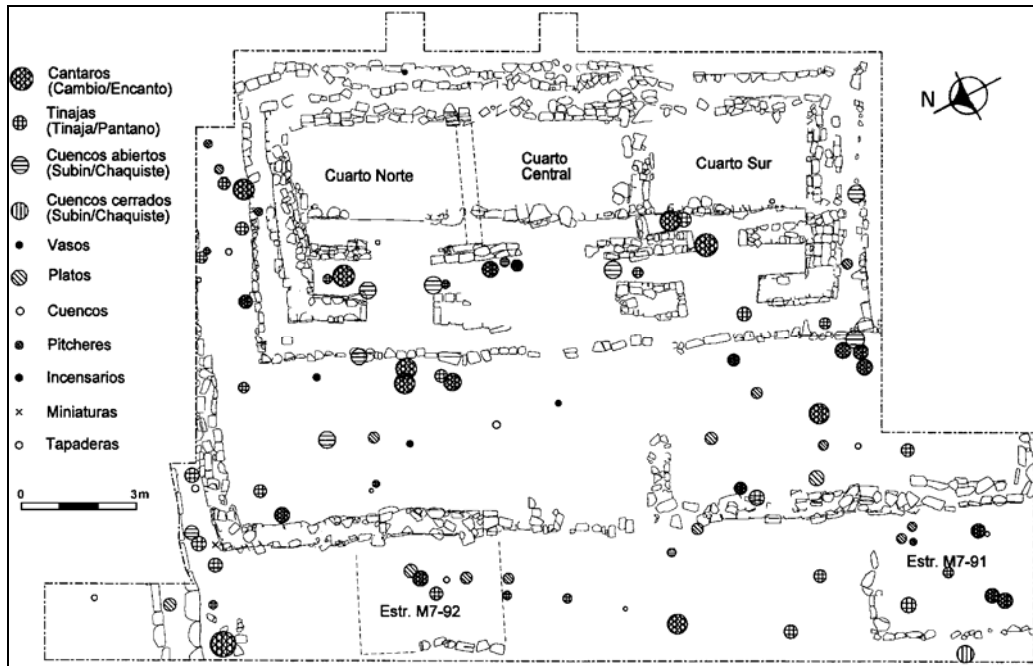 Cantaros
(Cambio/Encanto)
Tinajas
(Tinaja/Pantano)
Cuencos abiertos
(Subin/Chaquiste)
Cuencos cerrados
(Subin/Chaquiste)
Vasos
Platos
Cuencos
Pitcheres
Incensarios
Miniaturas
Tapaderas
3m
N
Cuarto Norte
Cuarto
Central
Cuarto Sur
Estr. M7-91
Estr. M7-92